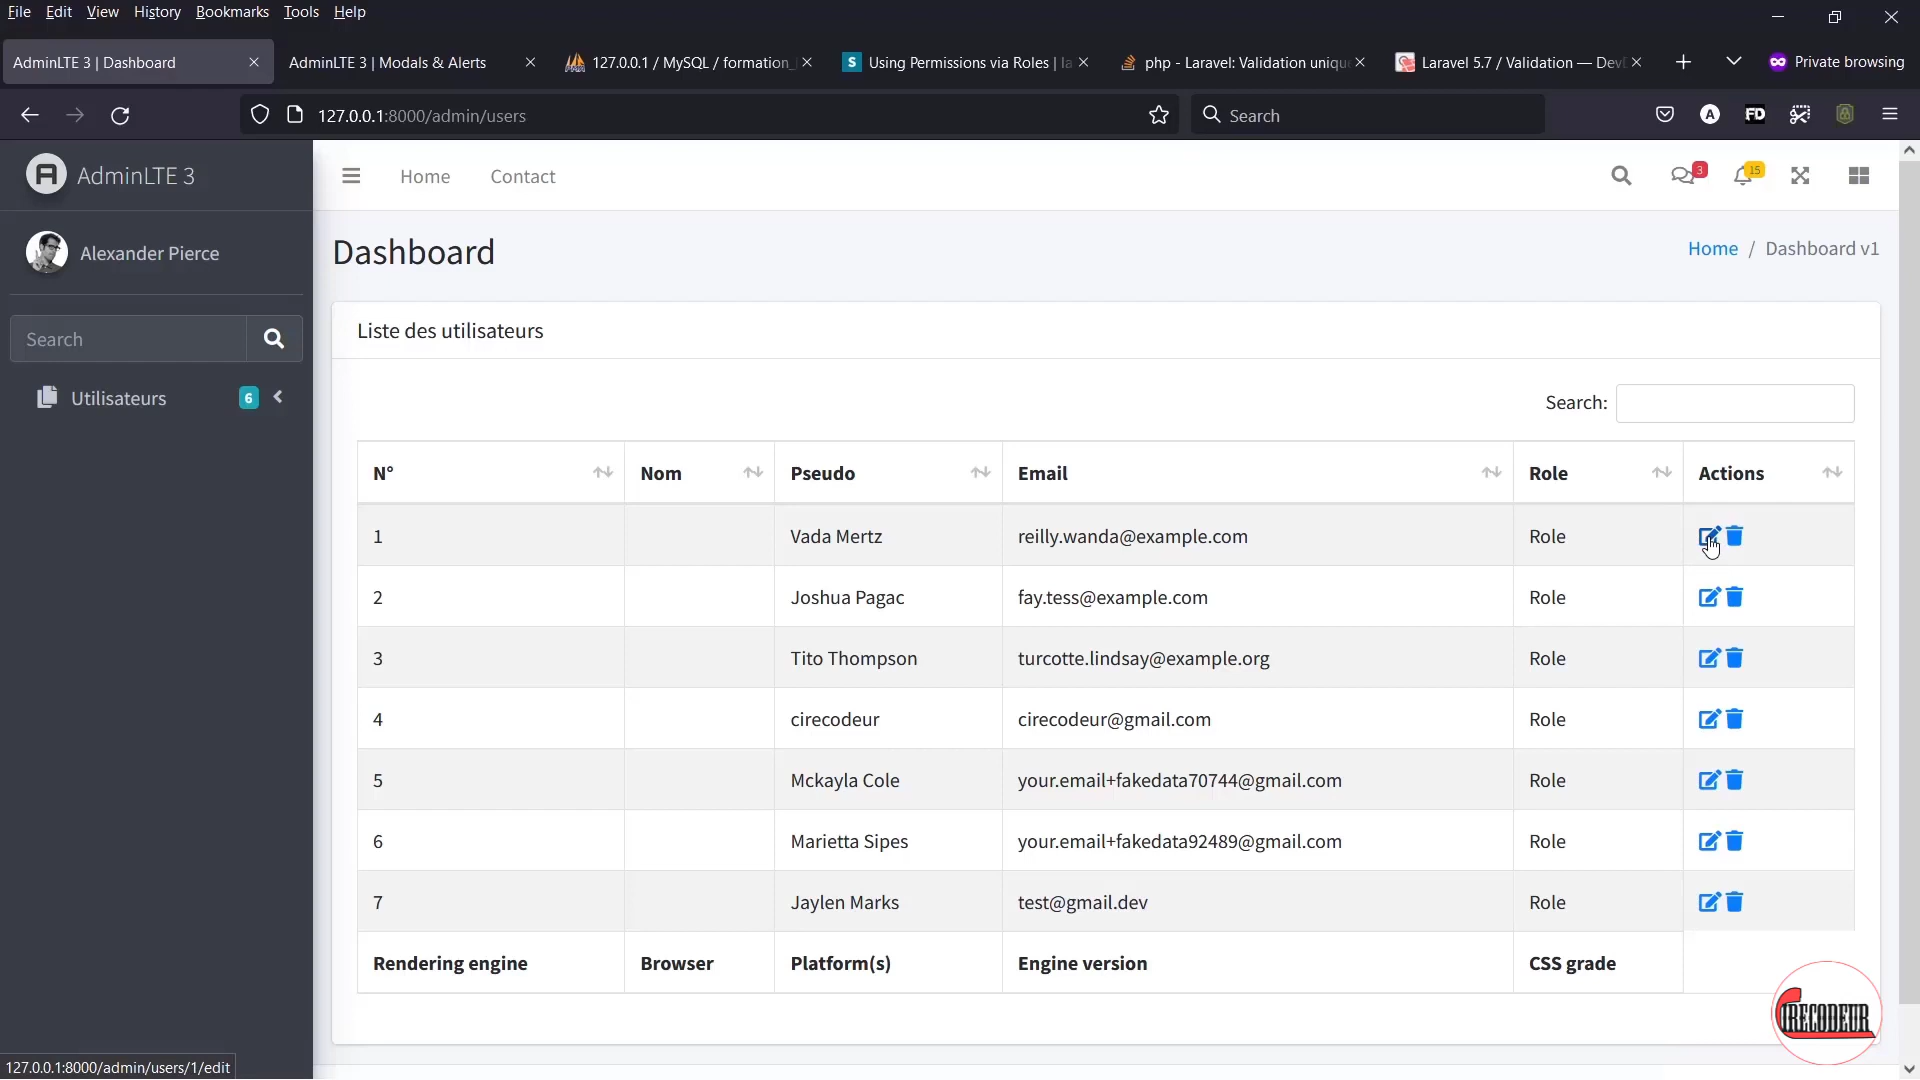 File Edit View History Bookmarks Tools Help
AdminLTE 3 | Dashboard
AdminLTE 3 | Modals & Alerts
127.0.0.1 / MySQL / formation_
Using Permissions via Roles | la
php - Laravel: Validation uniqu
Laravel 5.7 / Validation — Dev
Private browsing
127.0.0.1:8000/admin/users
Search
AdminLTE 3
Home Contact
3
15
Alexander Pierce
Search
Utilisateurs 6
Dashboard
Home / Dashboard v1
Liste des utilisateurs
Search:
N° Nom Pseudo Email Role Actions
1 Vada Mertz reilly.wanda@example.com Role
2 Joshua Pagac fay.tess@example.com Role
3 Tito Thompson turcotte.lindsay@example.org Role
4 cirecodeur cirecodeur@gmail.com Role
5 Mckayla Cole your.email+fakedata70744@gmail.com Role
6 Marietta Sipes your.email+fakedata92489@gmail.com Role
7 Jaylen Marks test@gmail.dev Role
Rendering engine Browser Platform(s) Engine version CSS grade
CIRECODEUR
127.0.0.1:8000/admin/users/1/edit